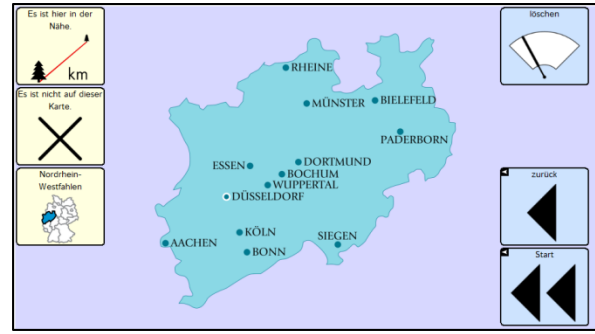 Es ist hier in der
Nähe.
km
Es ist nicht auf dieser
Karte.
Nordrhein-
Westfahlen
RHEINE
MÜNSTER
BIELEFELD
PADERBORN
ESSEN
DORTMUND
BOCHUM
WUPPERTAL
DÜSSELDORF
KÖLN
SIEGEN
AACHEN
BONN
löschen
zurück
Start